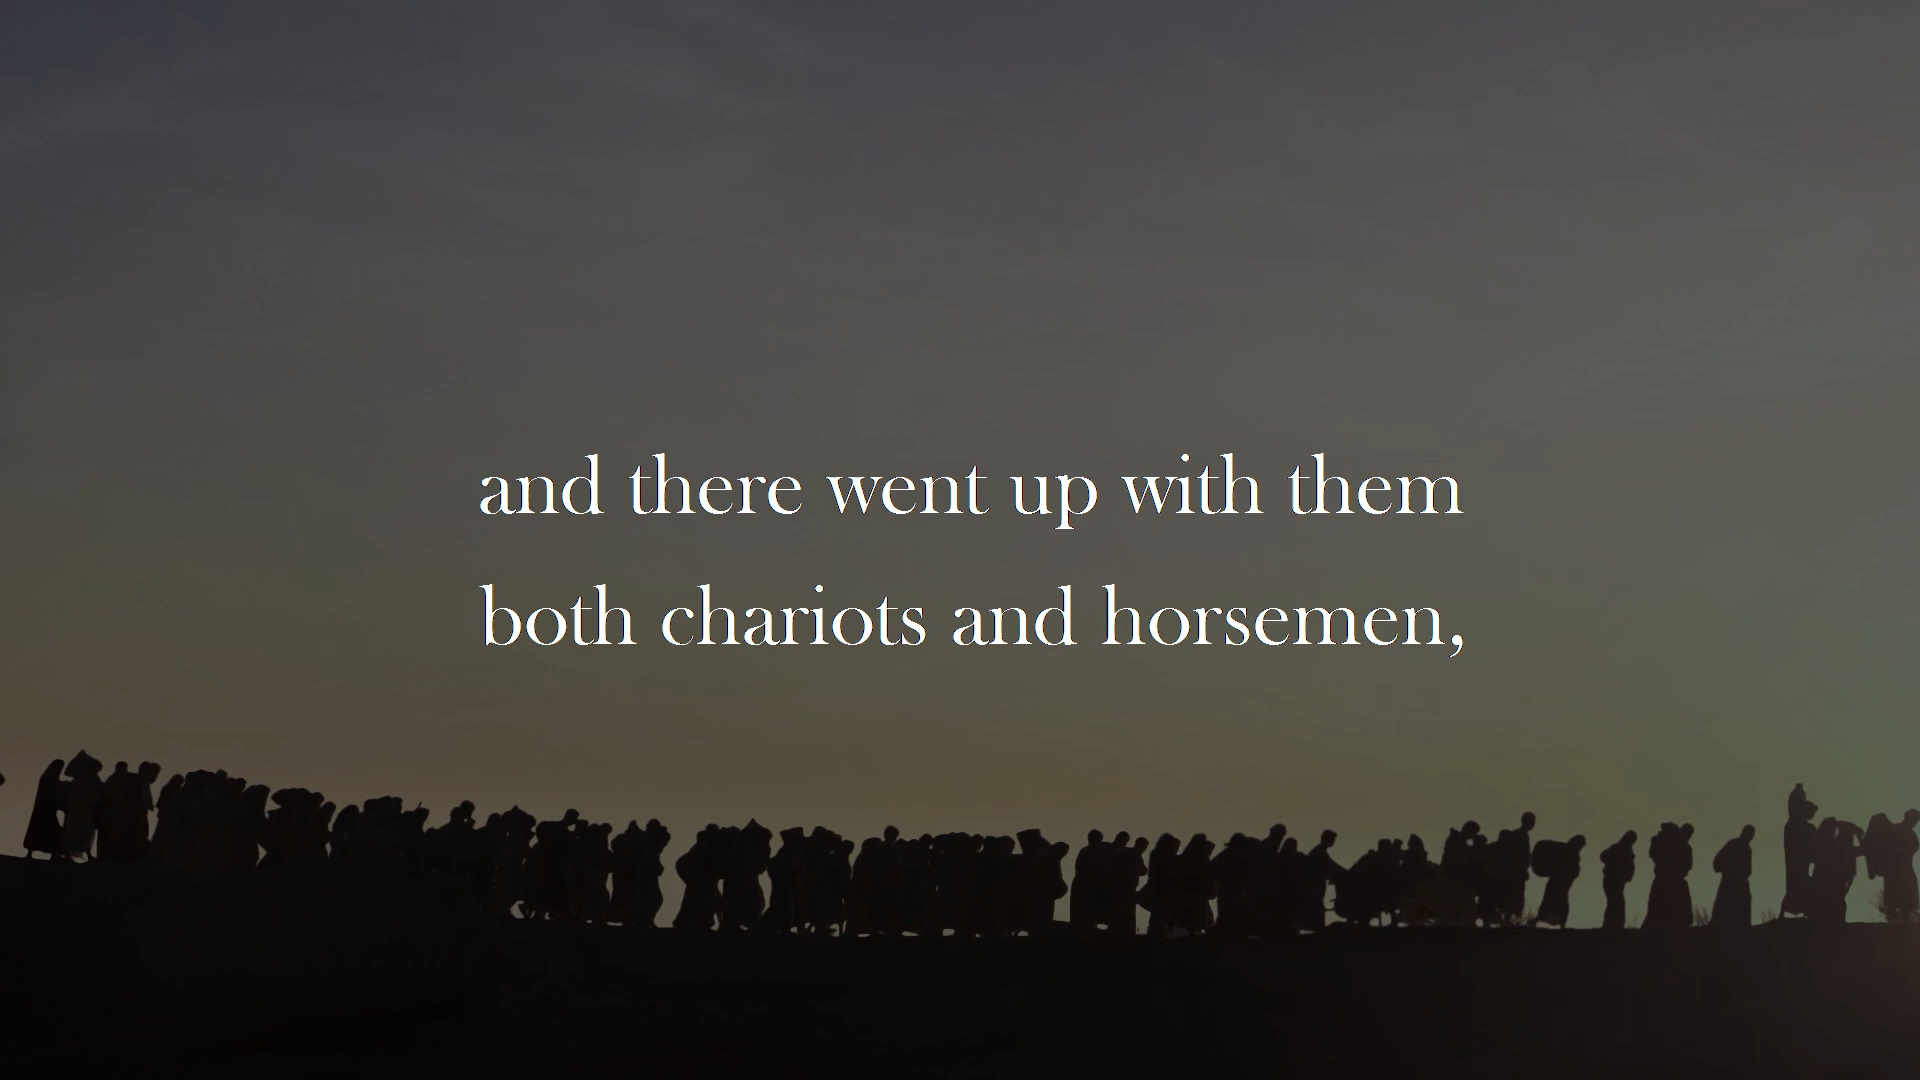 and there went up with them
both chariots and horsemen,